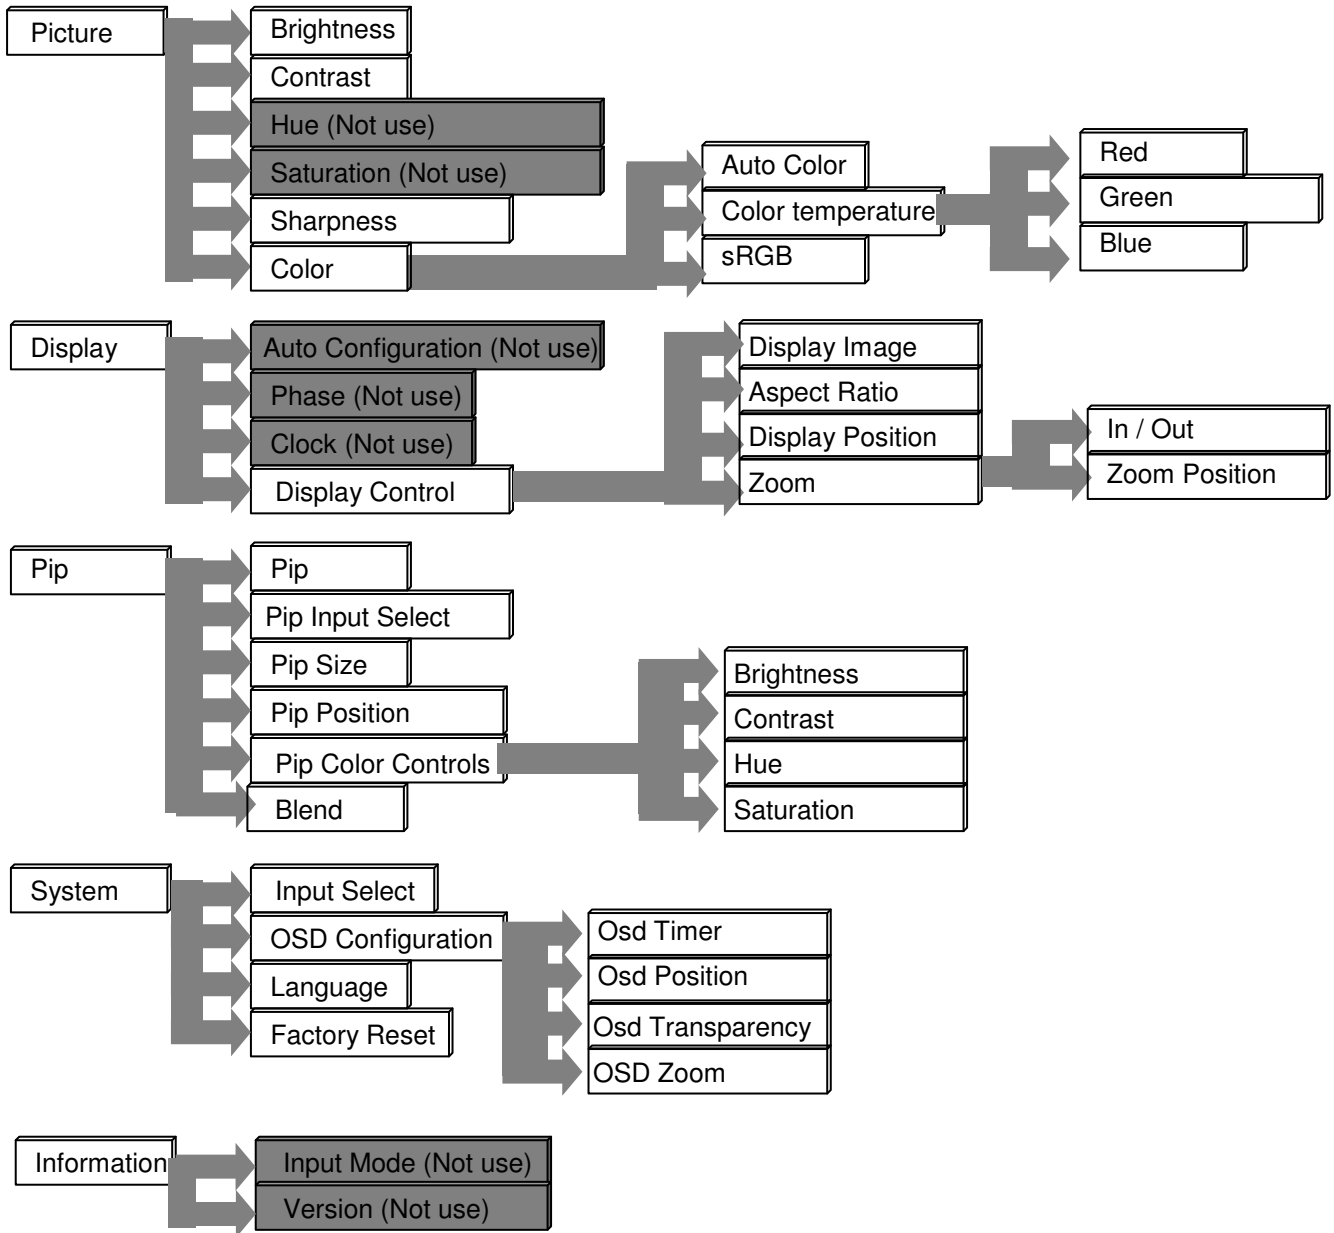 Picture
Brightness
Contrast
Hue (Not use)
Saturation (Not use)
Sharpness
Color
Auto Color
Color temperature
sRGB
Red
Green
Blue
Display
Auto Configuration (Not use)
Phase (Not use)
Clock (Not use)
Display Control
Display Image
Aspect Ratio
Display Position
Zoom
In / Out
Zoom Position
Pip
Pip
Pip Input Select
Pip Size
Pip Position
Pip Color Controls
Blend
Brightness
Contrast
Hue
Saturation
System
Input Select
OSD Configuration
Language
Factory Reset
Osd Timer
Osd Position
Osd Transparency
OSD Zoom
Information
Input Mode (Not use)
Version (Not use)